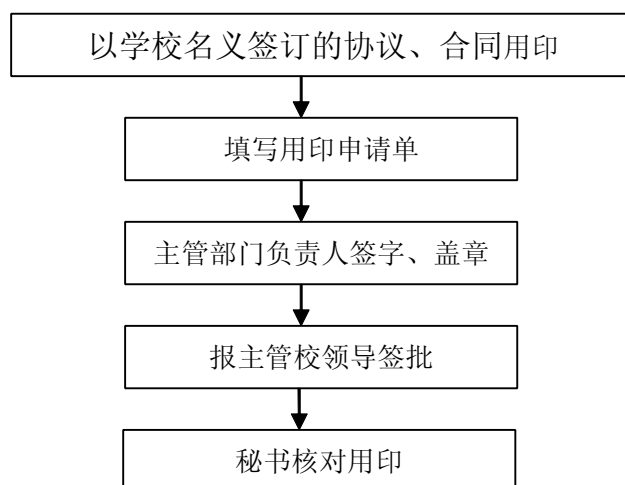 以学校名义签订的协议、合同用印
填写用印申请单
主管部门负责人签字、盖章
报主管校领导签批
秘书核对用印